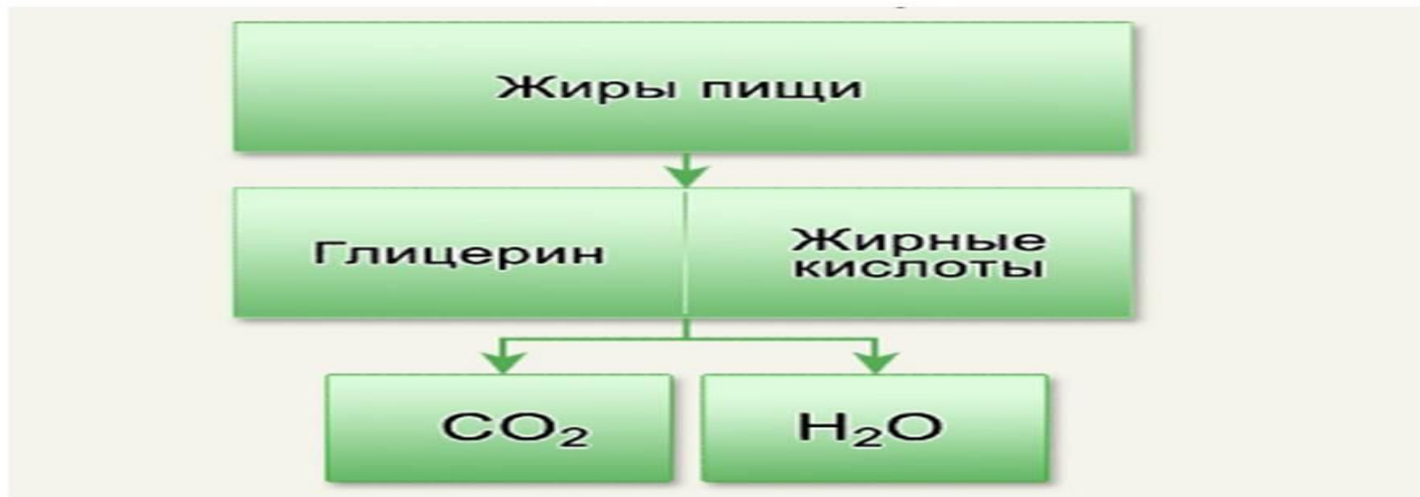 Жиры пищи
Глицерин
Жирные
кислоты
CO₂
H₂O